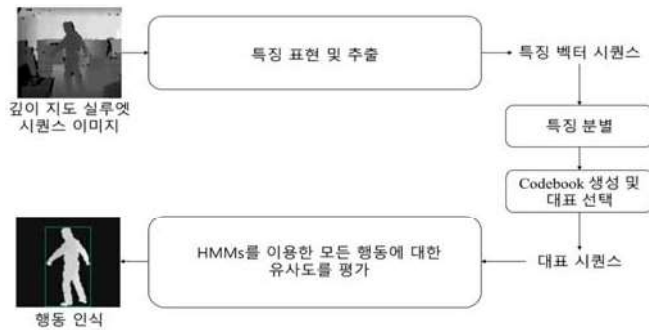 특징 표현 및 추출
특징 벡터 시퀀스
깊이 지도 실루엣
시퀀스 이미지
특징 분별
Codebook 생성 및
대표 선택
대표 시퀀스
HMMs를 이용한 모든 행동에 대한
유사도를 평가
행동 인식